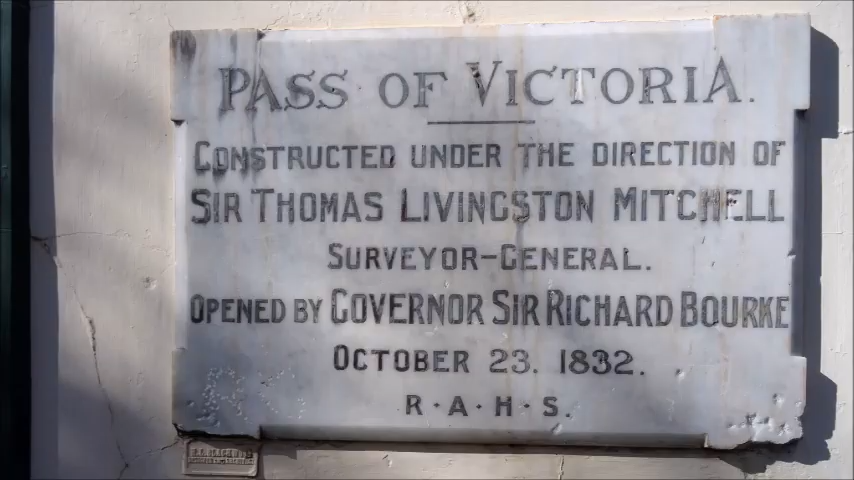 PASS OF VICTORIA.
CONSTRUCTED UNDER THE DIRECTION OF
SIR THOMAS LIVINGSTON MITCHELL
SURVEYOR-GENERAL.
OPENED BY GOVERNOR SIR RICHARD BOURKE
OCTOBER 23. 1832.
R·A·H·S.